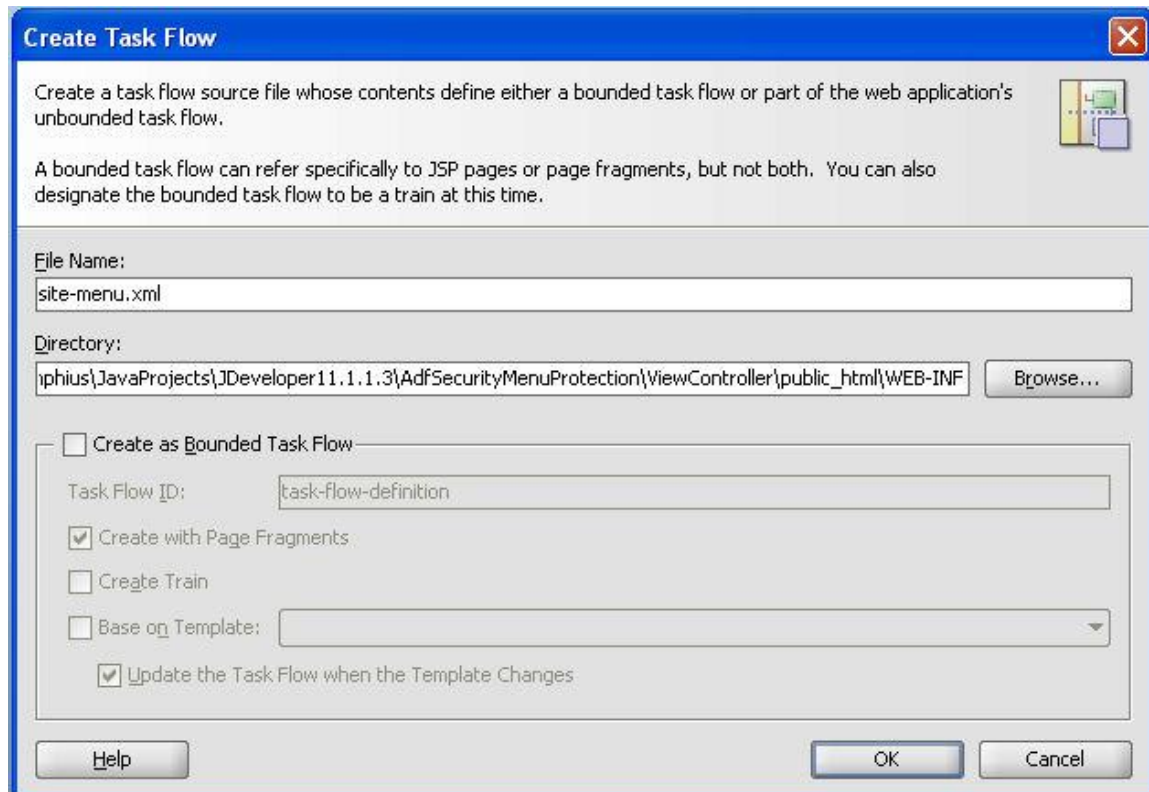 Create Task Flow
Create a task flow source file whose contents define either a bounded task flow or part of the web application's
unbounded task flow.
A bounded task flow can refer specifically to JSP pages or page fragments, but not both. You can also
designate the bounded task flow to be a train at this time.
File Name:
site-menu.xml
Directory:
ıphius\JavaProjects\JDeveloper11.1.1.3\AdfSecurityMenuProtection\ViewController\public_html\WEB-INF
Browse...
Create as Bounded Task Flow
Task Flow ID:
task-flow-definition
Create with Page Fragments
Create Train
Base on Template:
Update the Task Flow when the Template Changes
Help
OK
Cancel